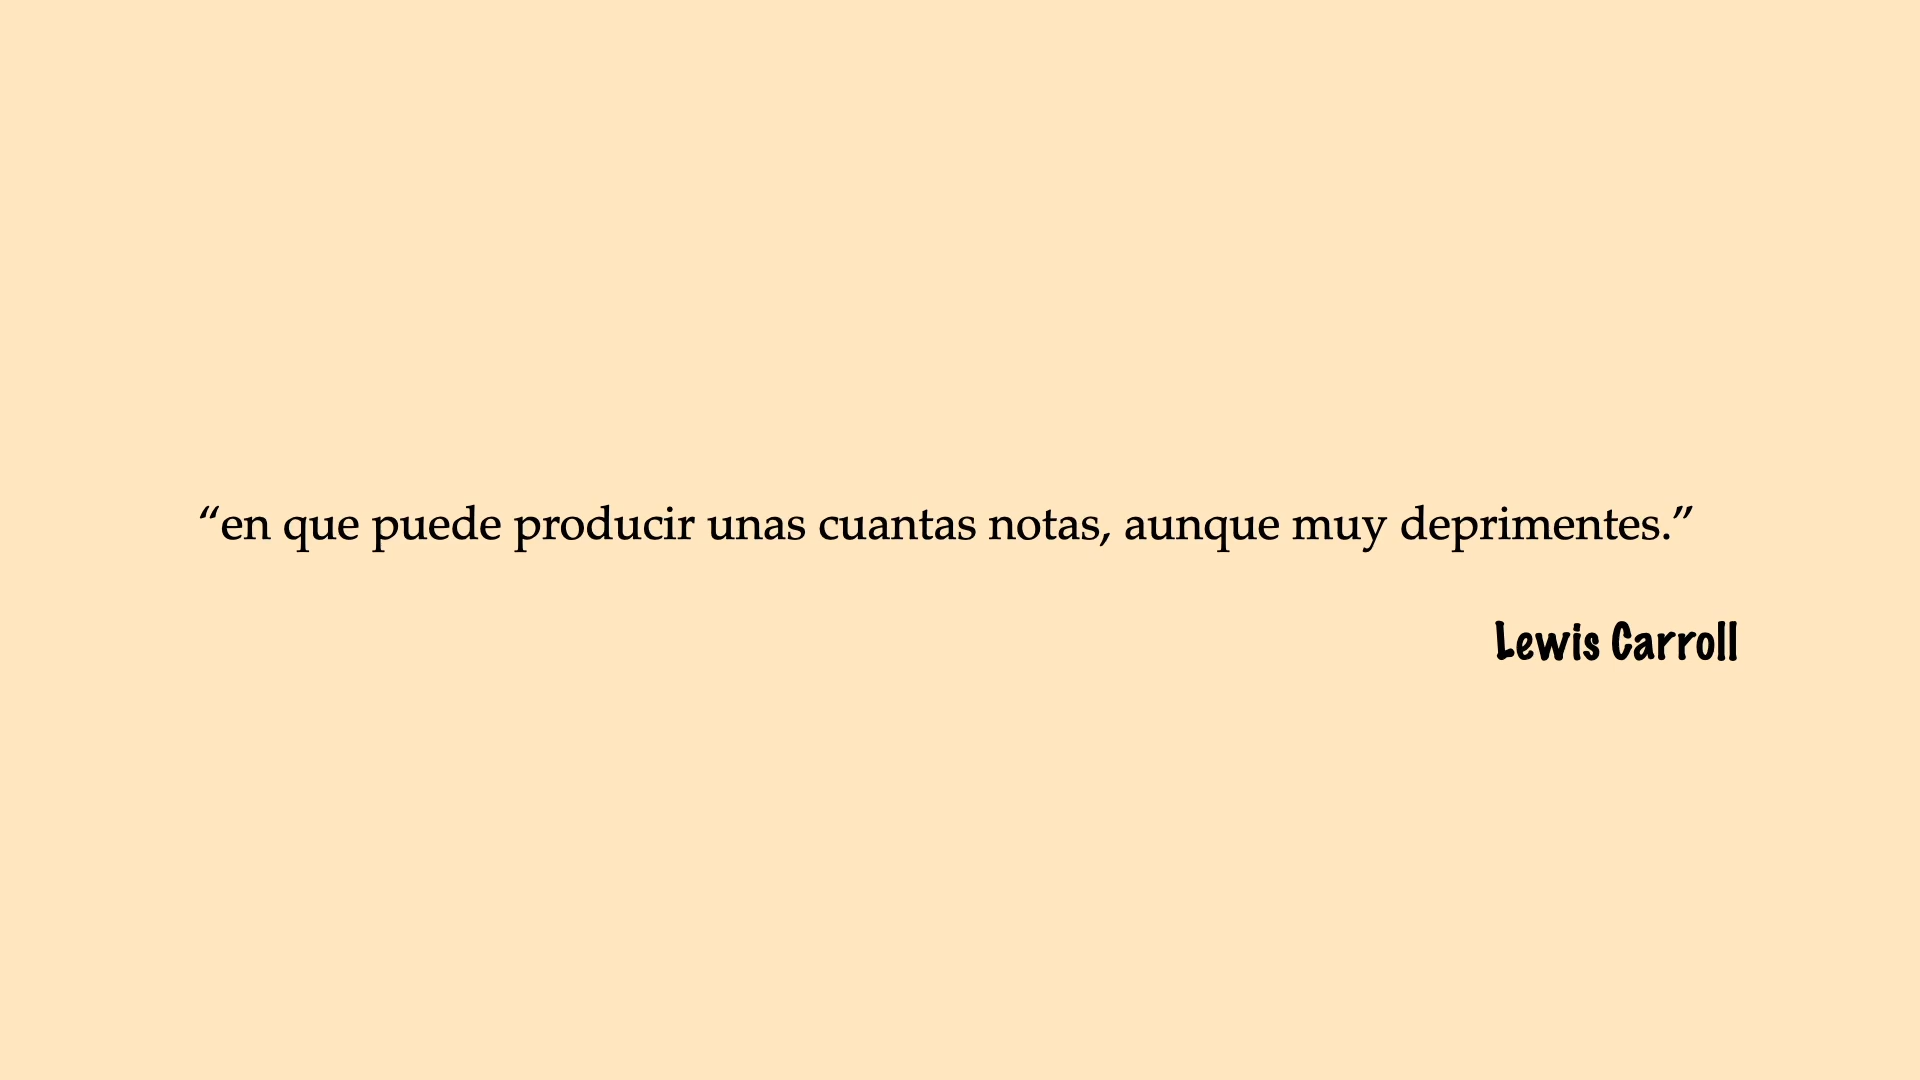 “en que puede producir unas cuantas notas, aunque muy deprimentes.”
Lewis Carroll